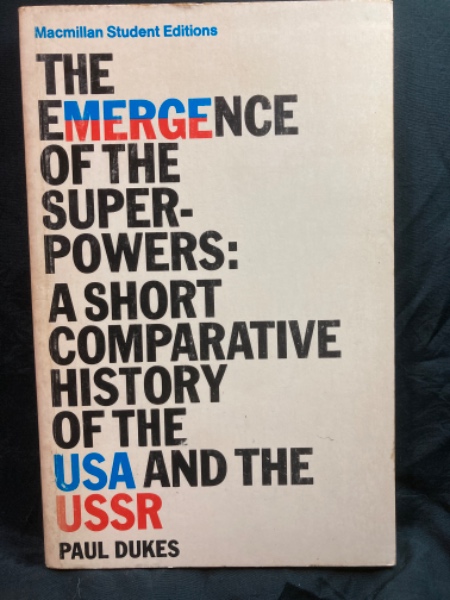 Macmillan Student Editions
THE
EMERGENCE
OF THE
SUPER-
POWERS:
A SHORT
COMPARATIVE
HISTORY
OF THE
USA AND THE
USSR
PAUL DUKES